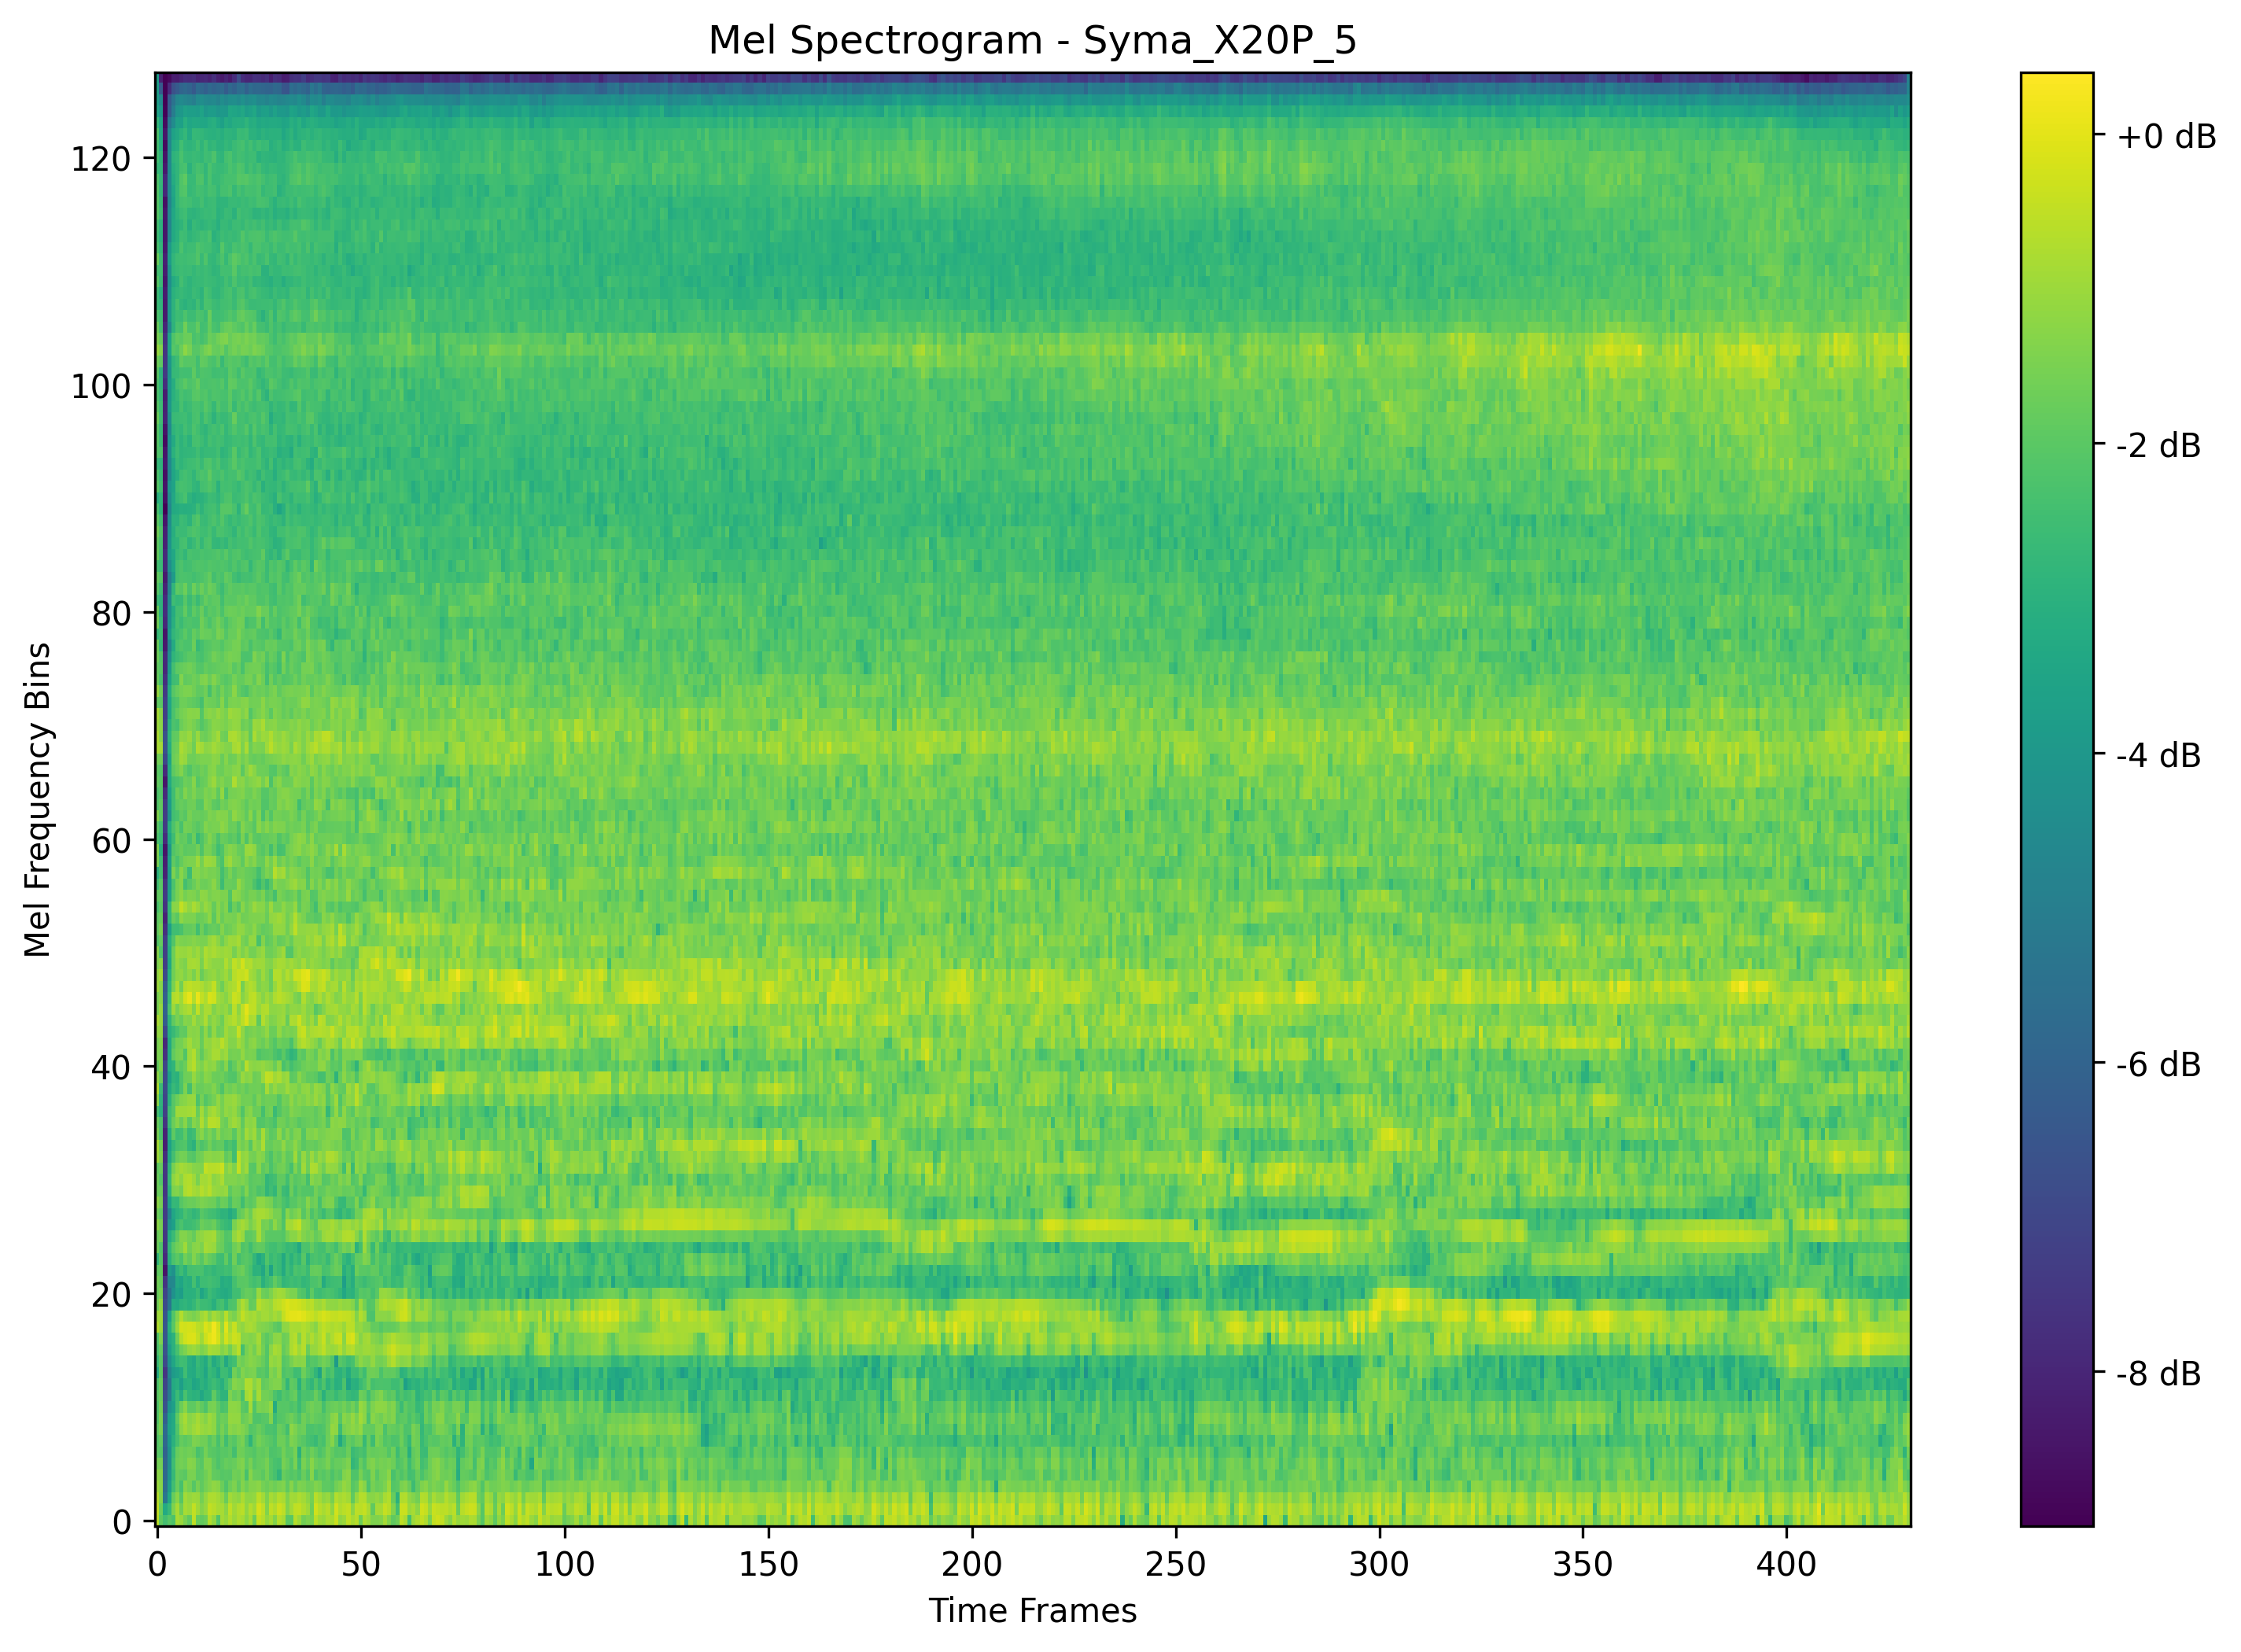 Mel Spectrogram - Syma_X20P_5
Mel Frequency Bins
120
100
80
60
40
20
0
0 50 100 150 200 250 300 350 400
Time Frames
+0 dB
-2 dB
-4 dB
-6 dB
-8 dB